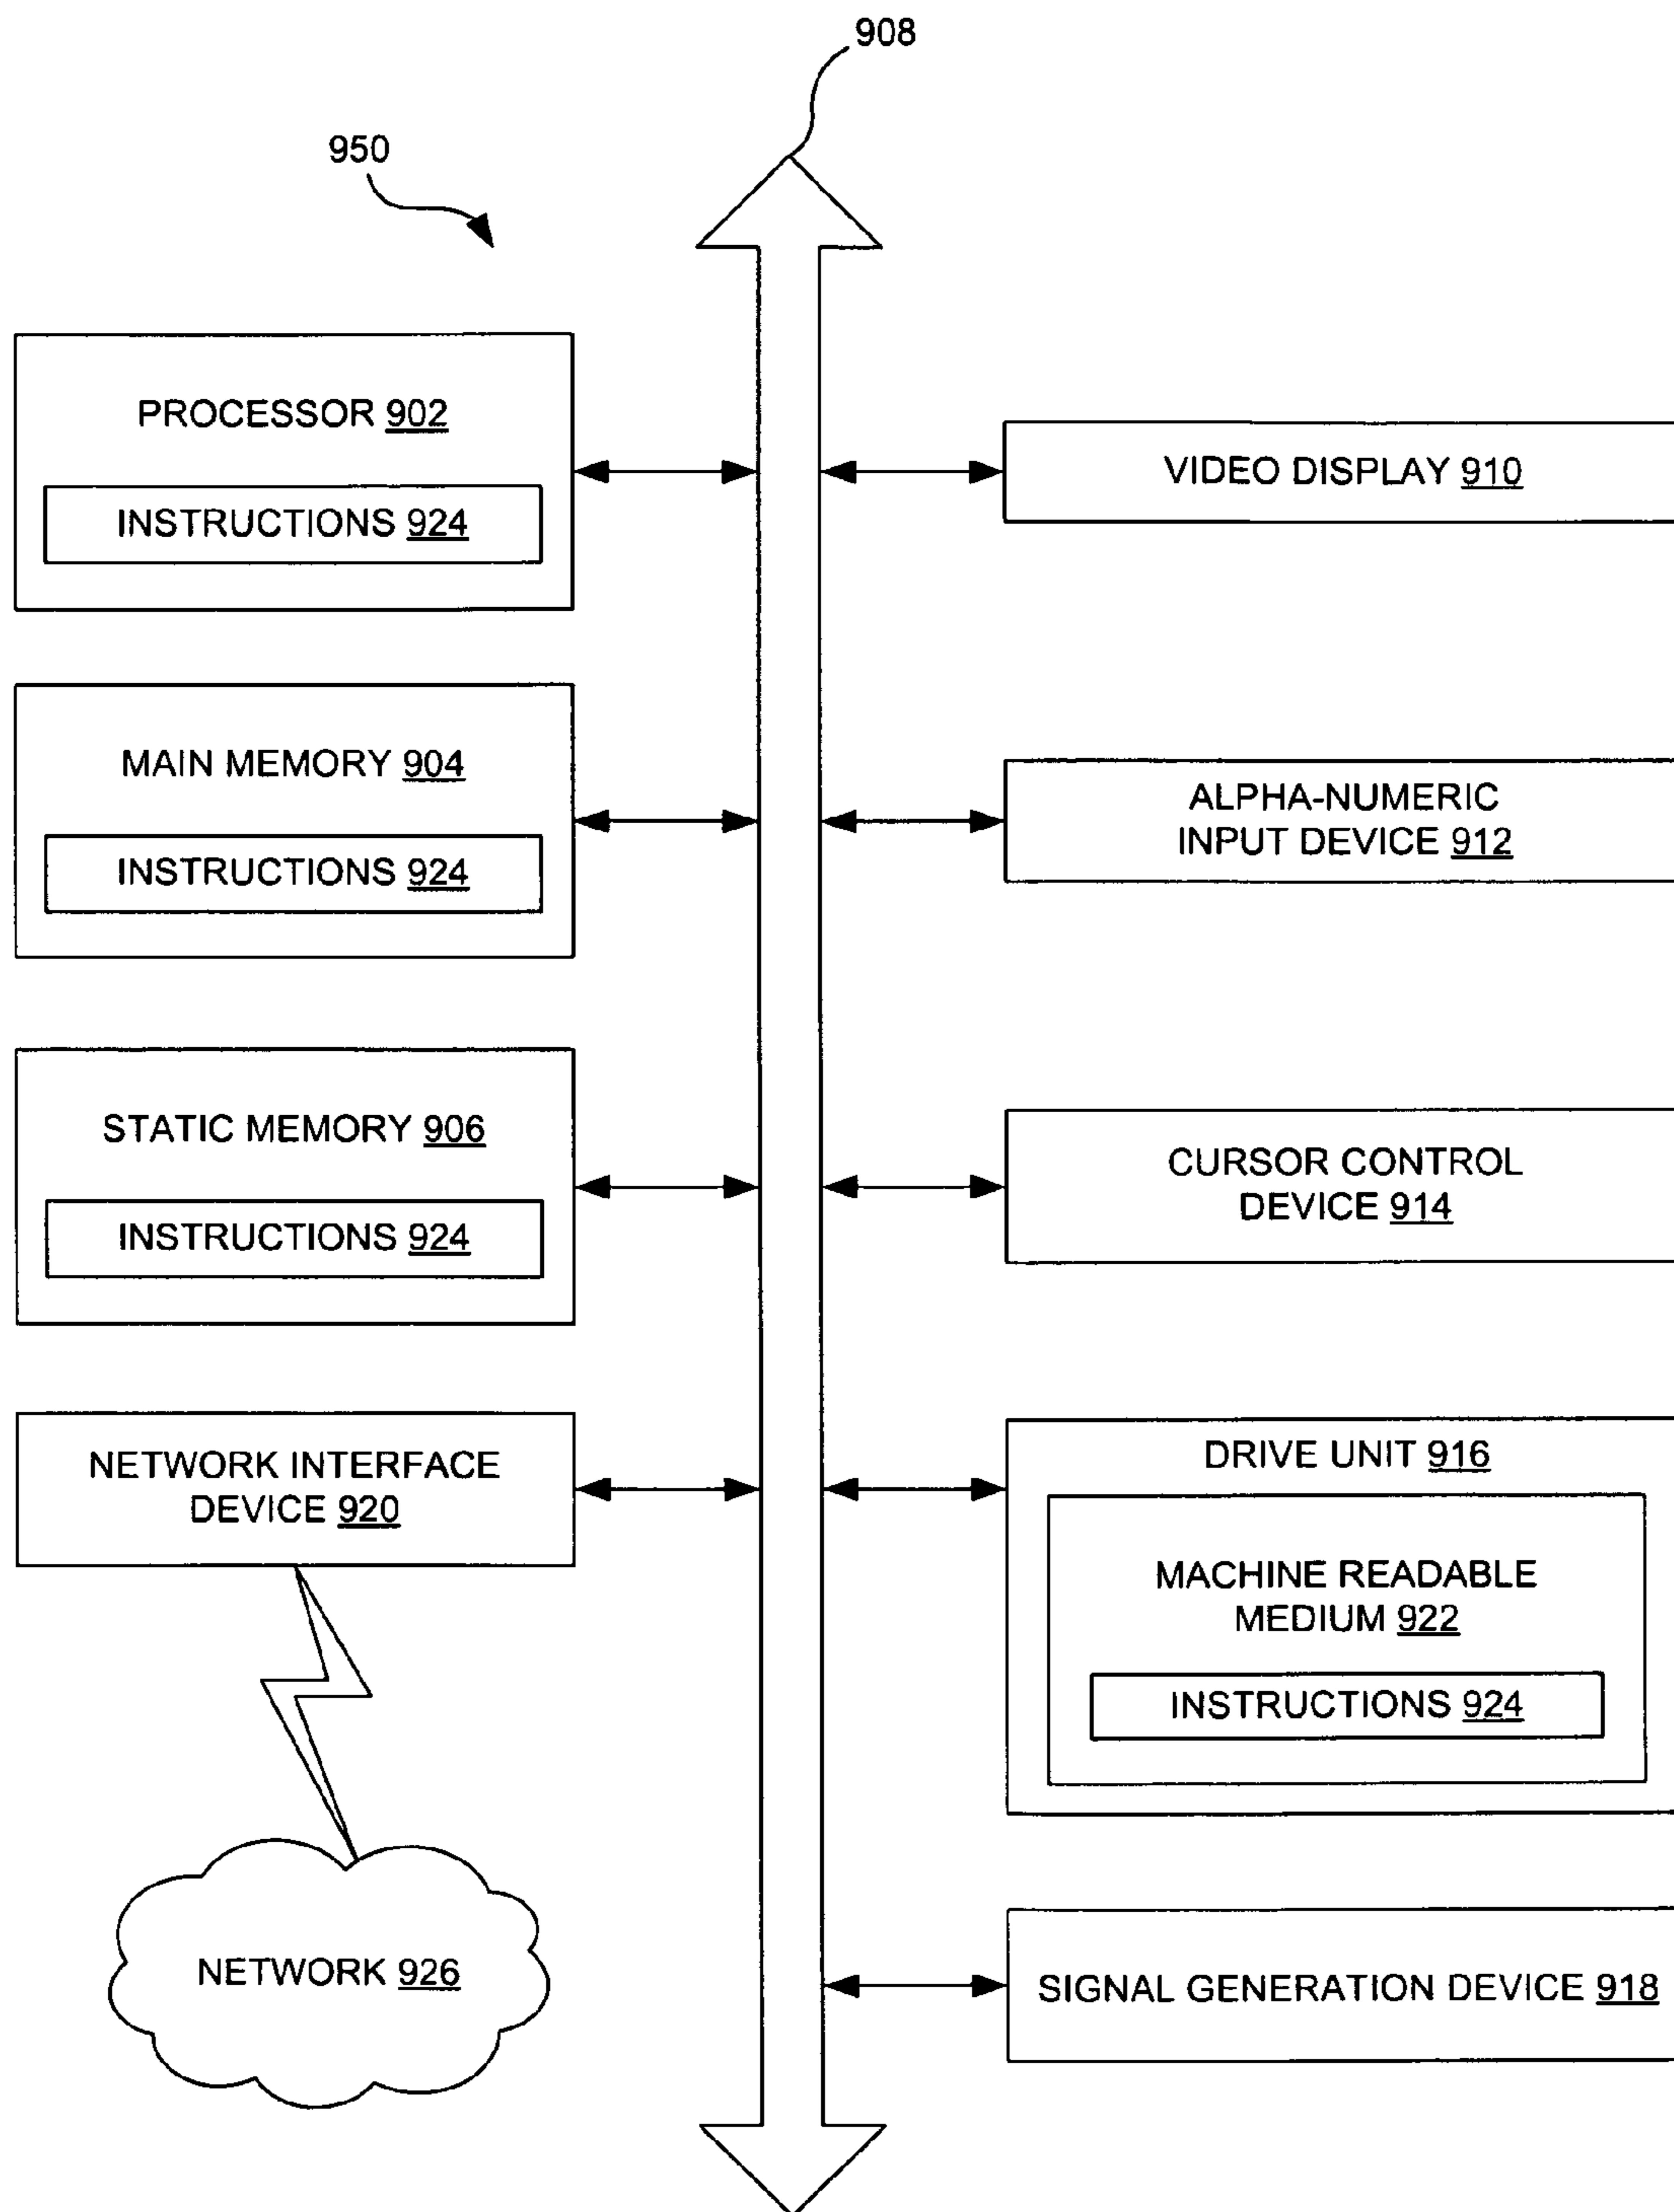 908
950
PROCESSOR 902
INSTRUCTIONS 924
MAIN MEMORY 904
INSTRUCTIONS 924
STATIC MEMORY 906
INSTRUCTIONS 924
NETWORK INTERFACE
DEVICE 920
NETWORK 926
VIDEO DISPLAY 910
ALPHA-NUMERIC
INPUT DEVICE 912
CURSOR CONTROL
DEVICE 914
DRIVE UNIT 916
MACHINE READABLE
MEDIUM 922
INSTRUCTIONS 924
SIGNAL GENERATION DEVICE 918